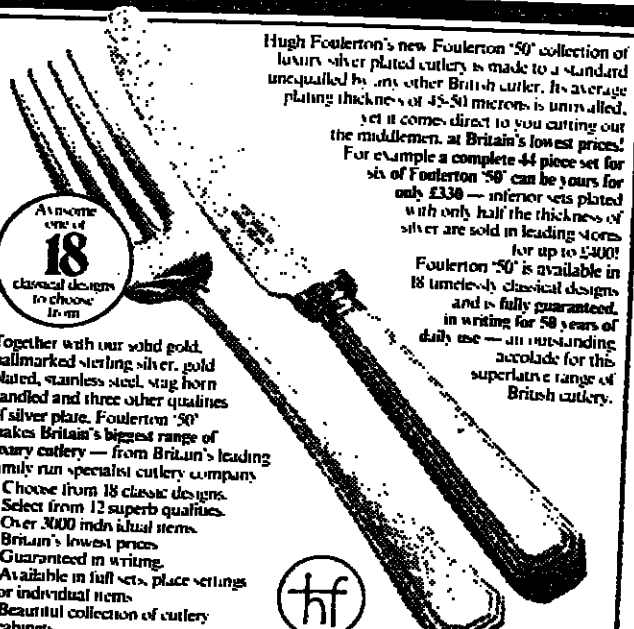 Hugh Foulerton's new Foulerton '50' collection of
luxury silver plated cutlery is made to a standard
unequalled by any other British cutler. Its average
plating thickness of 45-50 microns is unrivalled,
yet it comes direct to you cutting out
the middlemen, at Britain's lowest prices!
For example a complete 44 piece set for
six of Foulerton '50' can be yours for
only £330 — inferior sets plated
with only half the thickness of
silver are sold in leading stores
for up to £400!
Foulerton '50' is available in
18 timelessly classical designs
and is fully guaranteed,
in writing for 50 years of
daily use — an outstanding
accolade for this
superlative range of
British cutlery.
Avisome
one of
18
classical designs
to choose
from
Together with our solid gold,
hallmarked sterling silver, gold
plated, stainless steel, stag horn
handled and three other qualities
of silver plate, Foulerton '50'
makes Britain's biggest range of
luxury cutlery — from Britain's leading
family run specialist cutlery company
Choose from 18 classic designs.
Select from 12 superb qualities.
Over 3000 individual items.
Britain's lowest prices
Guaranteed in writing.
Available in full sets, place settings
or individual items
Beautiful collection of cutlery
cabinets
hf